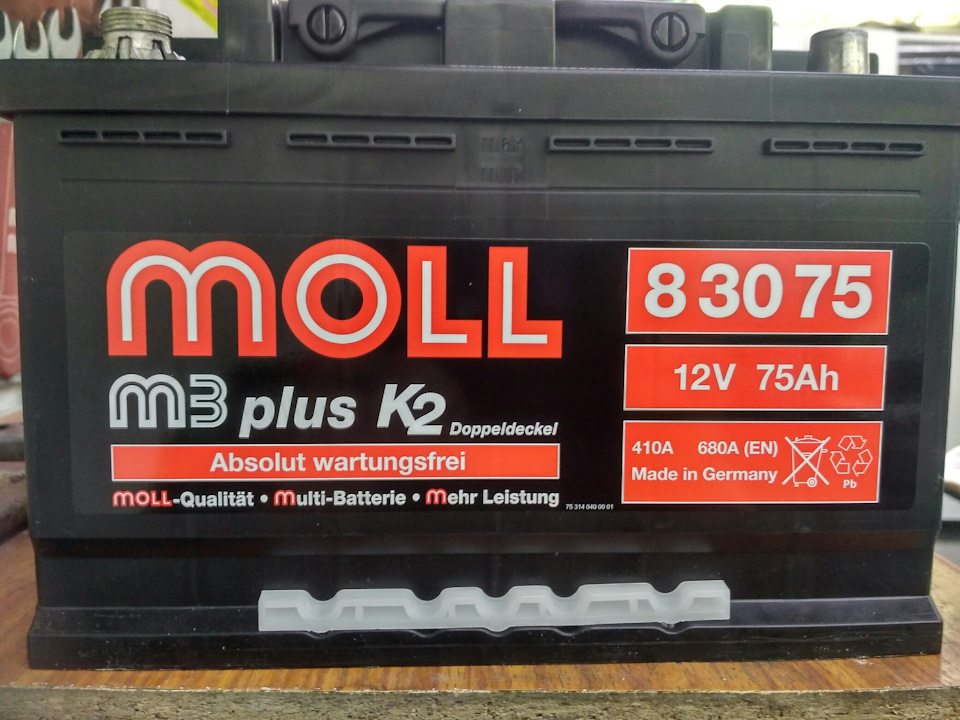 MAX
MOLL
m3 plus K2 Doppeldeckel
Absolut wartungsfrei
MOLL-Qualität • Multi-Batterie • Mehr Leistung
75 314 040 00 01
8 30 75
12V 75Ah
410A 680A (EN)
Made in Germany
Pb